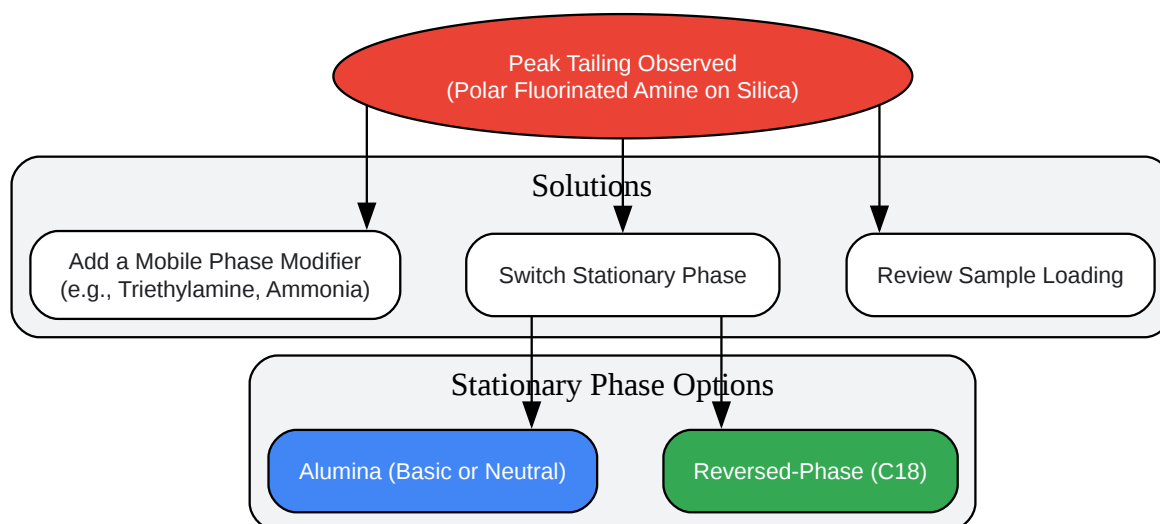 Peak Tailing Observed
(Polar Fluorinated Amine on Silica)
Solutions
Add a Mobile Phase Modifier
(e.g., Triethylamine, Ammonia)
Switch Stationary Phase
Review Sample Loading
Stationary Phase Options
Alumina (Basic or Neutral)
Reversed-Phase (C18)